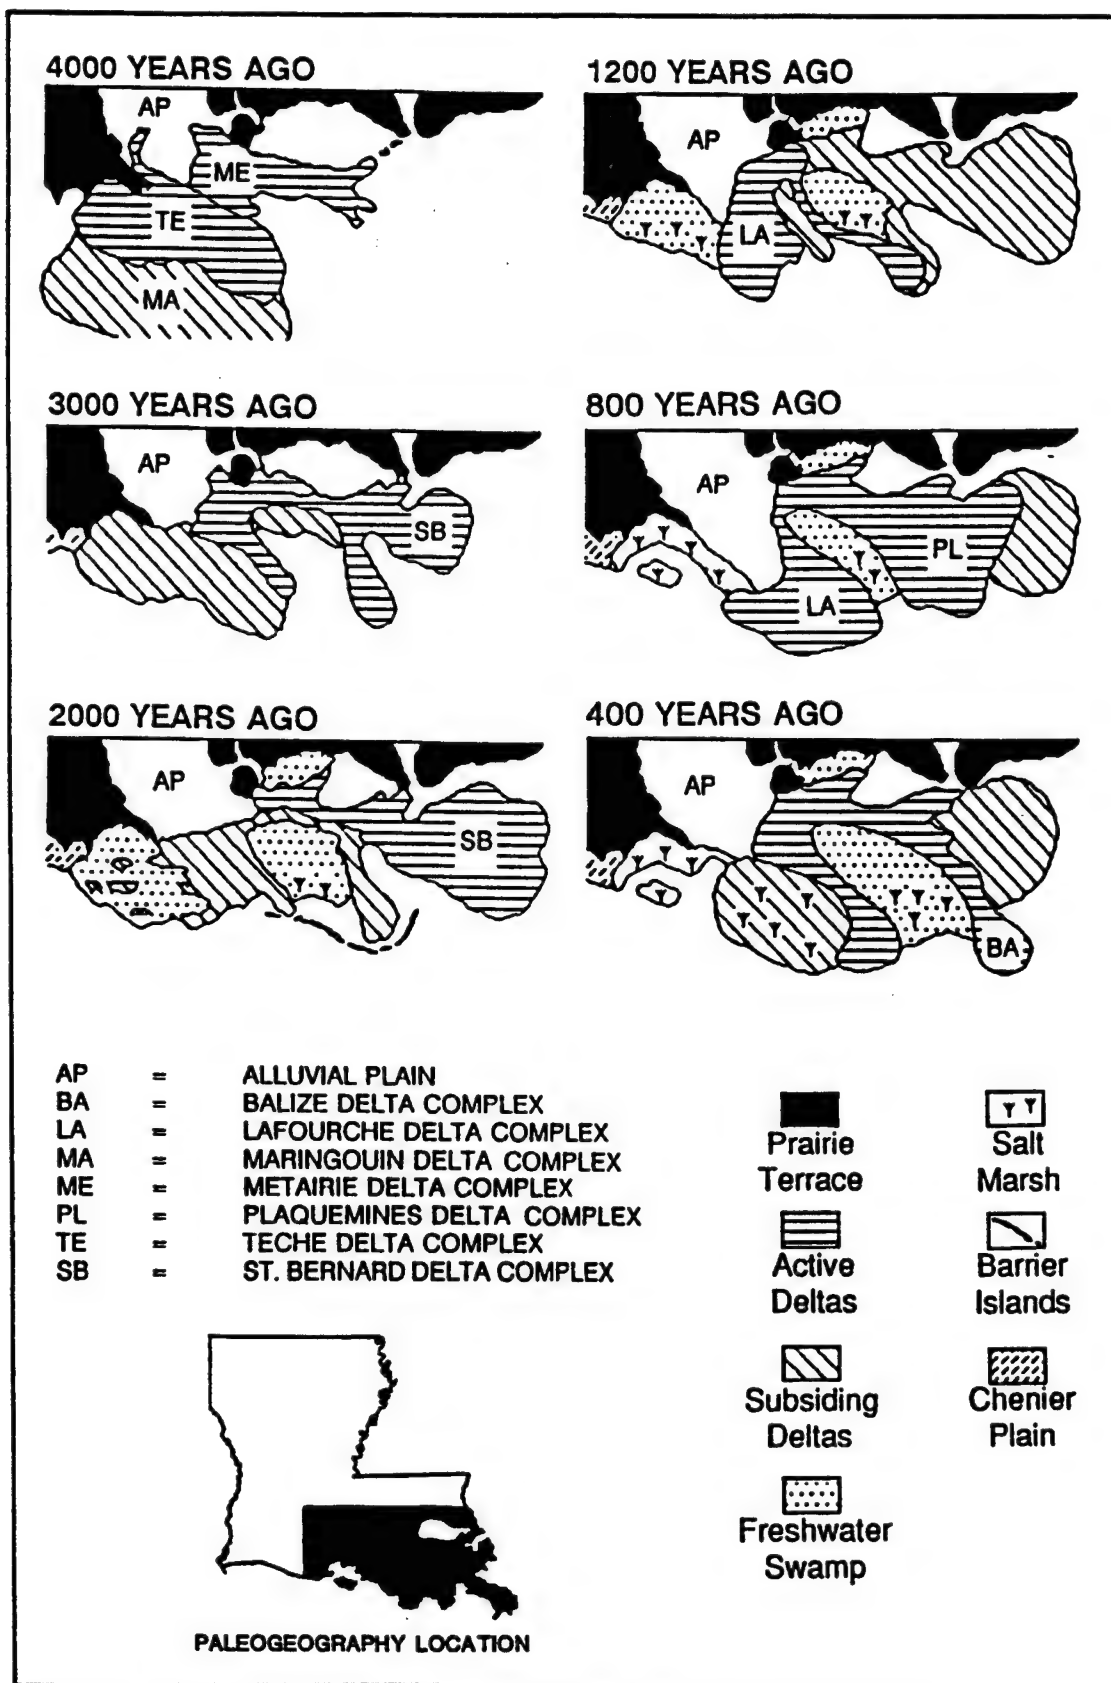 4000 YEARS AGO
AP
ME
TE
MA
3000 YEARS AGO
AP
SB
2000 YEARS AGO
AP
SB
1200 YEARS AGO
AP
LA
800 YEARS AGO
AP
PL
LA
400 YEARS AGO
AP
BA
AP = ALLUVIAL PLAIN
BA = BALIZE DELTA COMPLEX
LA = LAFOURCHE DELTA COMPLEX
MA = MARINGOUIN DELTA COMPLEX
ME = METAIRIE DELTA COMPLEX
PL = PLAQUEMINES DELTA COMPLEX
TE = TECHE DELTA COMPLEX
SB = ST. BERNARD DELTA COMPLEX
Prairie
Terrace
Salt
Marsh
Active
Deltas
Barrier
Islands
Subsiding
Deltas
Chenier
Plain
Freshwater
Swamp
PALEOGEOGRAPHY LOCATION